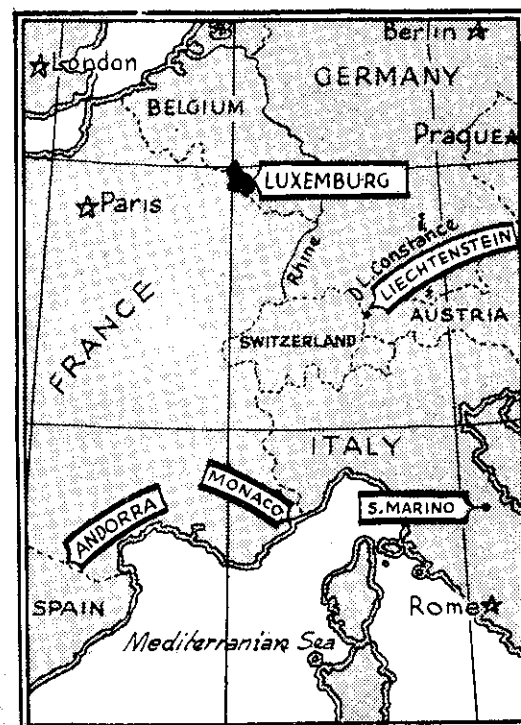 Berlin
London
GERMANY
BELGIUM
Prague
LUXEMBURG
Paris
Rhine
L. Constance
LIECHTENSTEIN
AUSTRIA
SWITZERLAND
FRANCE
ITALY
MONACO
S. MARINO
ANDORRA
SPAIN
Rome
Mediterranian Sea